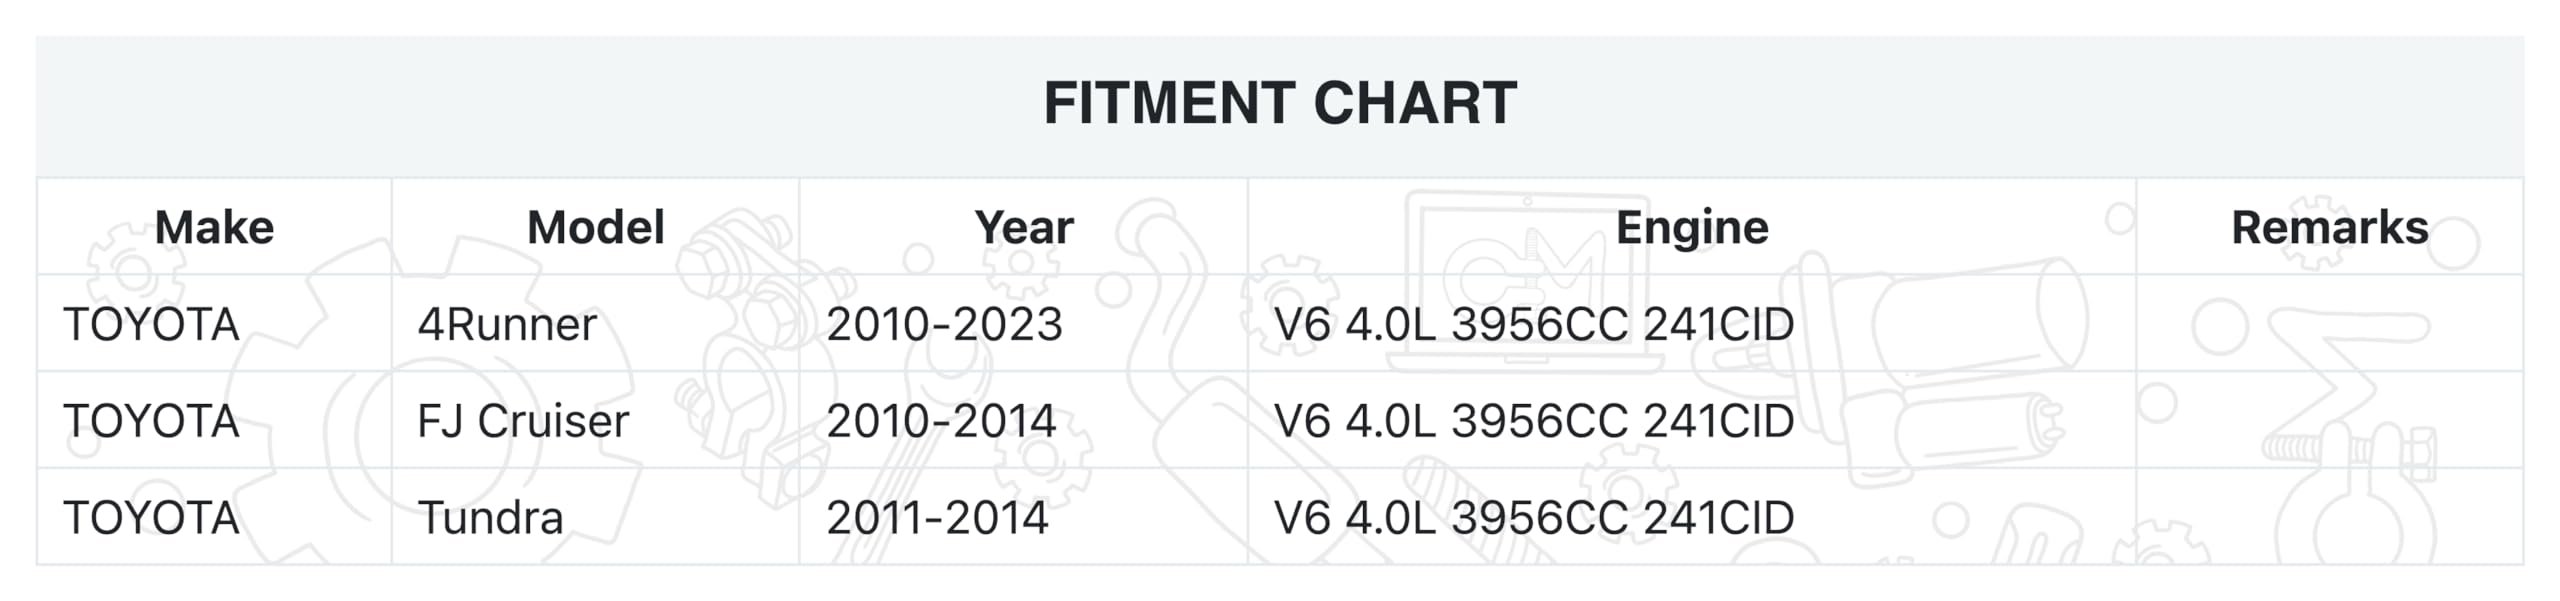 FITMENT CHART
Make Model Year Engine Remarks
TOYOTA 4Runner 2010-2023 V6 4.0L 3956CC 241CID
TOYOTA FJ Cruiser 2010-2014 V6 4.0L 3956CC 241CID
TOYOTA Tundra 2011-2014 V6 4.0L 3956CC 241CID